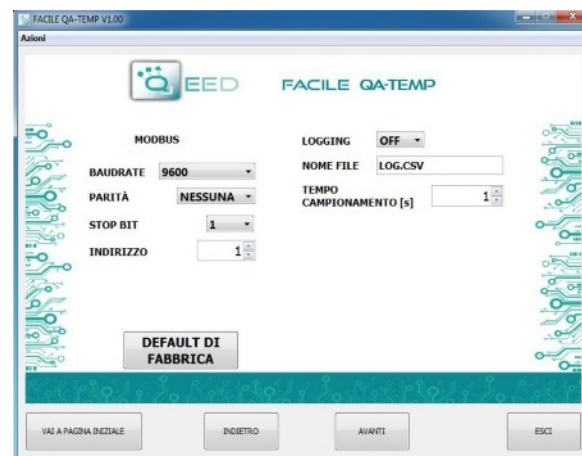 FACILE QA-TEMP V1.00
Azioni
QEED
FACILE QA-TEMP
MODBUS
BAUDRATE 9600
PARITÀ NESSUNA
STOP BIT 1
INDIRIZZO 1
LOGGING OFF
NOME FILE LOG.CSV
TEMPO
CAMPIONAMENTO [s] 1
DEFAULT DI
FABBRICA
VAI A PAGINA INIZIALE INDIETRO AVANTI ESCI